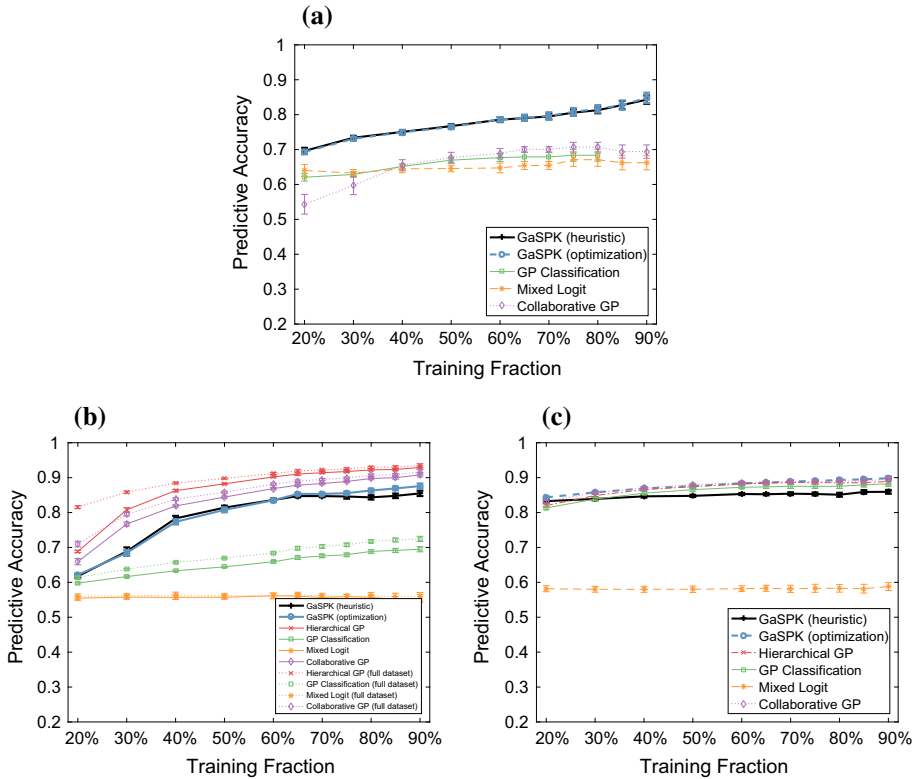 (a)
1
0.9
0.8
0.7
0.6
0.5
0.4
0.3
0.2
Predictive Accuracy
GaSPK (heuristic)
GaSPK (optimization)
GP Classification
Mixed Logit
Collaborative GP
20% 30% 40% 50% 60% 70% 80% 90%
Training Fraction
(b)
1
0.9
0.8
0.7
0.6
0.5
0.4
0.3
0.2
Predictive Accuracy
GaSPK (heuristic)
GaSPK (optimization)
Hierarchical GP
GP Classification
Mixed Logit
Collaborative GP
Hierarchical GP (full dataset)
GP Classification (full dataset)
Mixed Logit (full dataset)
Collaborative GP (full dataset)
20% 30% 40% 50% 60% 70% 80% 90%
Training Fraction
(c)
1
0.9
0.8
0.7
0.6
0.5
0.4
0.3
0.2
Predictive Accuracy
GaSPK (heuristic)
GaSPK (optimization)
Hierarchical GP
GP Classification
Mixed Logit
Collaborative GP
20% 30% 40% 50% 60% 70% 80% 90%
Training Fraction